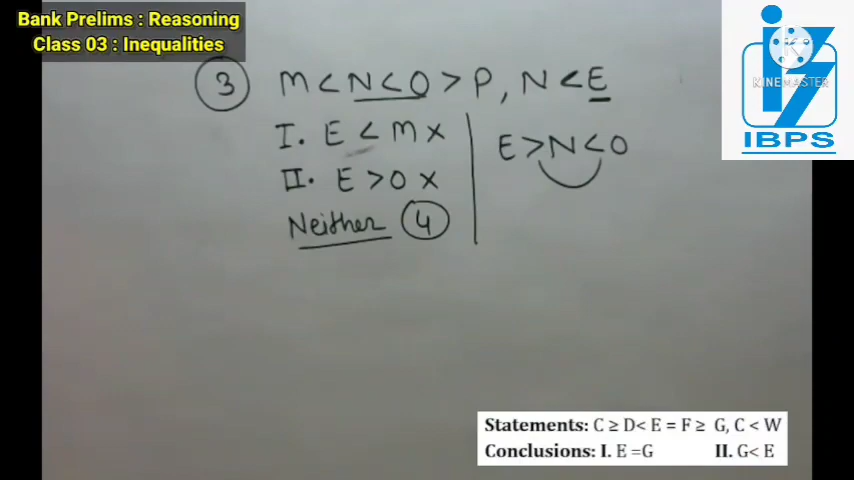 Bank Prelims : Reasoning
Class 03 : Inequalities
KINEMASTER
IBPS
3 M < N < O > P, N < E
I. E < M ×
II. E > O ×
Neither 4
E > N < O
Statements: C ≥ D< E = F ≥ G, C < W
Conclusions: I. E =G II. G< E